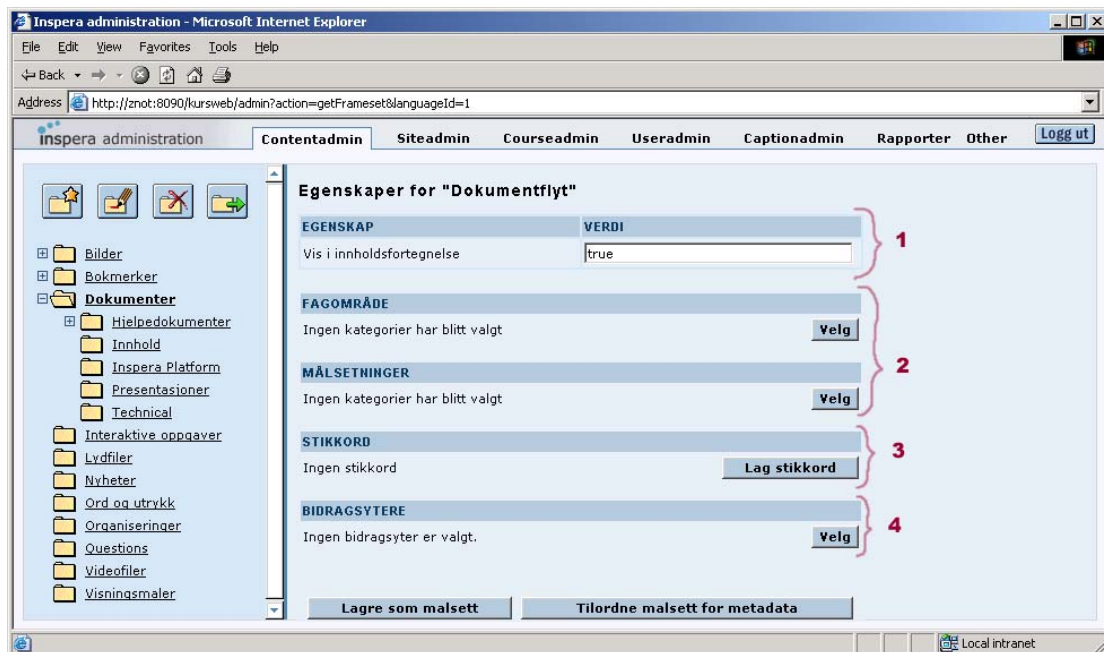 Inspera administration - Microsoft Internet Explorer
File Edit View Favorites Tools Help
Back
Address http://znot:8090/kursweb/admin?action=getFrameset&languageId=1
inspera administration Contentadmin Siteadmin Courseadmin Useradmin Captionadmin Rapporter Other Logg ut
Egenskaper for "Dokumentflyt"
EGENSKAP VERDI
Vis i innholdsfortegnelse true
1
FAGOMRÅDE
Ingen kategorier har blitt valgt Velg
2
MÅLSETNINGER
Ingen kategorier har blitt valgt Velg
STIKKORD
Ingen stikkord Lag stikkord
3
BIDRAGSYTERE
Ingen bidragsyter er valgt. Velg
4
Lagre som malsett Tilordne malsett for metadata
Bilder
Bokmerker
Dokumenter
Hjelpedokumenter
Innhold
Inspera Platform
Presentasjoner
Technical
Interaktive oppgaver
Lydfiler
Nyheter
Ord og utrykk
Organiseringer
Questions
Videofiler
Visningsmaler
Local intranet